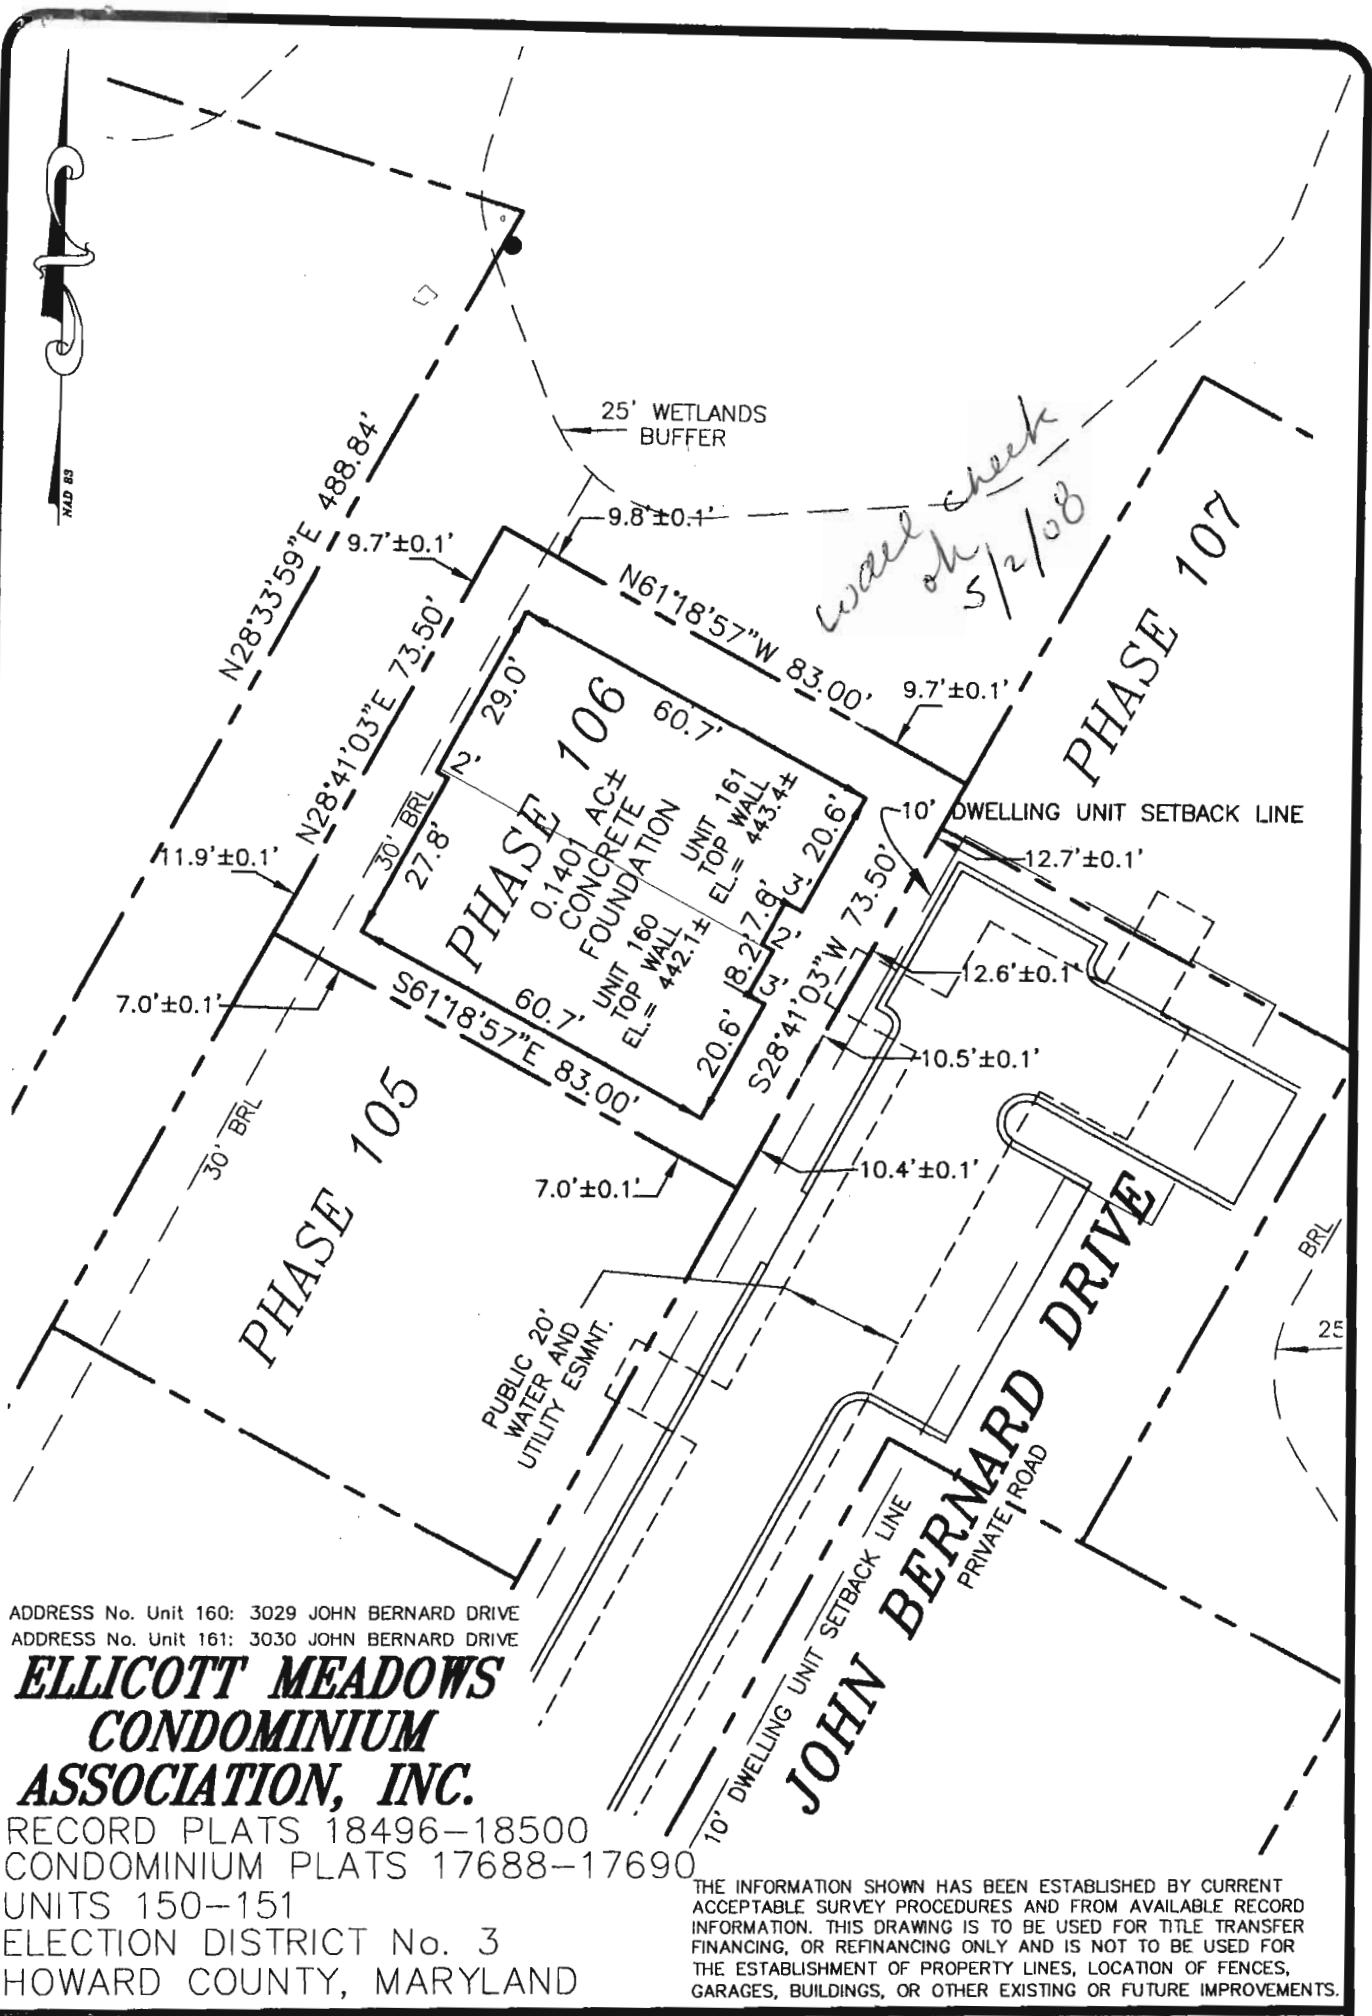 NAD 83
25' WETLANDS
BUFFER
N28°33'59"E 488.84'
9.7'±0.1'
9.8'±0.1'
wall check
ok
5/2/08
PHASE 107
N61°18'57"W 83.00'
N28°41'03"E 73.50'
9.7'±0.1'
29.0'
60.7'
2'
PHASE 106
0.1401 AC±
CONCRETE
FOUNDATION
UNIT 161
TOP WALL
EL.= 443.4±
UNIT 160
TOP WALL
EL.= 442.1±
30' BRL
27.8'
20.6'
3'
7.6'
2'
8.2'
3'
20.6'
60.7'
10' DWELLING UNIT SETBACK LINE
11.9'±0.1'
12.7'±0.1'
S28°41'03"W 73.50'
12.6'±0.1'
7.0'±0.1'
S61°18'57"E 83.00'
10.5'±0.1'
30' BRL
PHASE 105
7.0'±0.1'
10.4'±0.1'
BRL
25
PUBLIC 20'
WATER AND
UTILITY ESMNT.
JOHN BERNARD DRIVE
PRIVATE ROAD
10' DWELLING UNIT SETBACK LINE
ADDRESS No. Unit 160: 3029 JOHN BERNARD DRIVE
ADDRESS No. Unit 161: 3030 JOHN BERNARD DRIVE
ELLICOTT MEADOWS
CONDOMINIUM
ASSOCIATION, INC.
RECORD PLATS 18496-18500
CONDOMINIUM PLATS 17688-17690
UNITS 150-151
ELECTION DISTRICT No. 3
HOWARD COUNTY, MARYLAND
THE INFORMATION SHOWN HAS BEEN ESTABLISHED BY CURRENT
ACCEPTABLE SURVEY PROCEDURES AND FROM AVAILABLE RECORD
INFORMATION. THIS DRAWING IS TO BE USED FOR TITLE TRANSFER
FINANCING, OR REFINANCING ONLY AND IS NOT TO BE USED FOR
THE ESTABLISHMENT OF PROPERTY LINES, LOCATION OF FENCES,
GARAGES, BUILDINGS, OR OTHER EXISTING OR FUTURE IMPROVEMENTS.